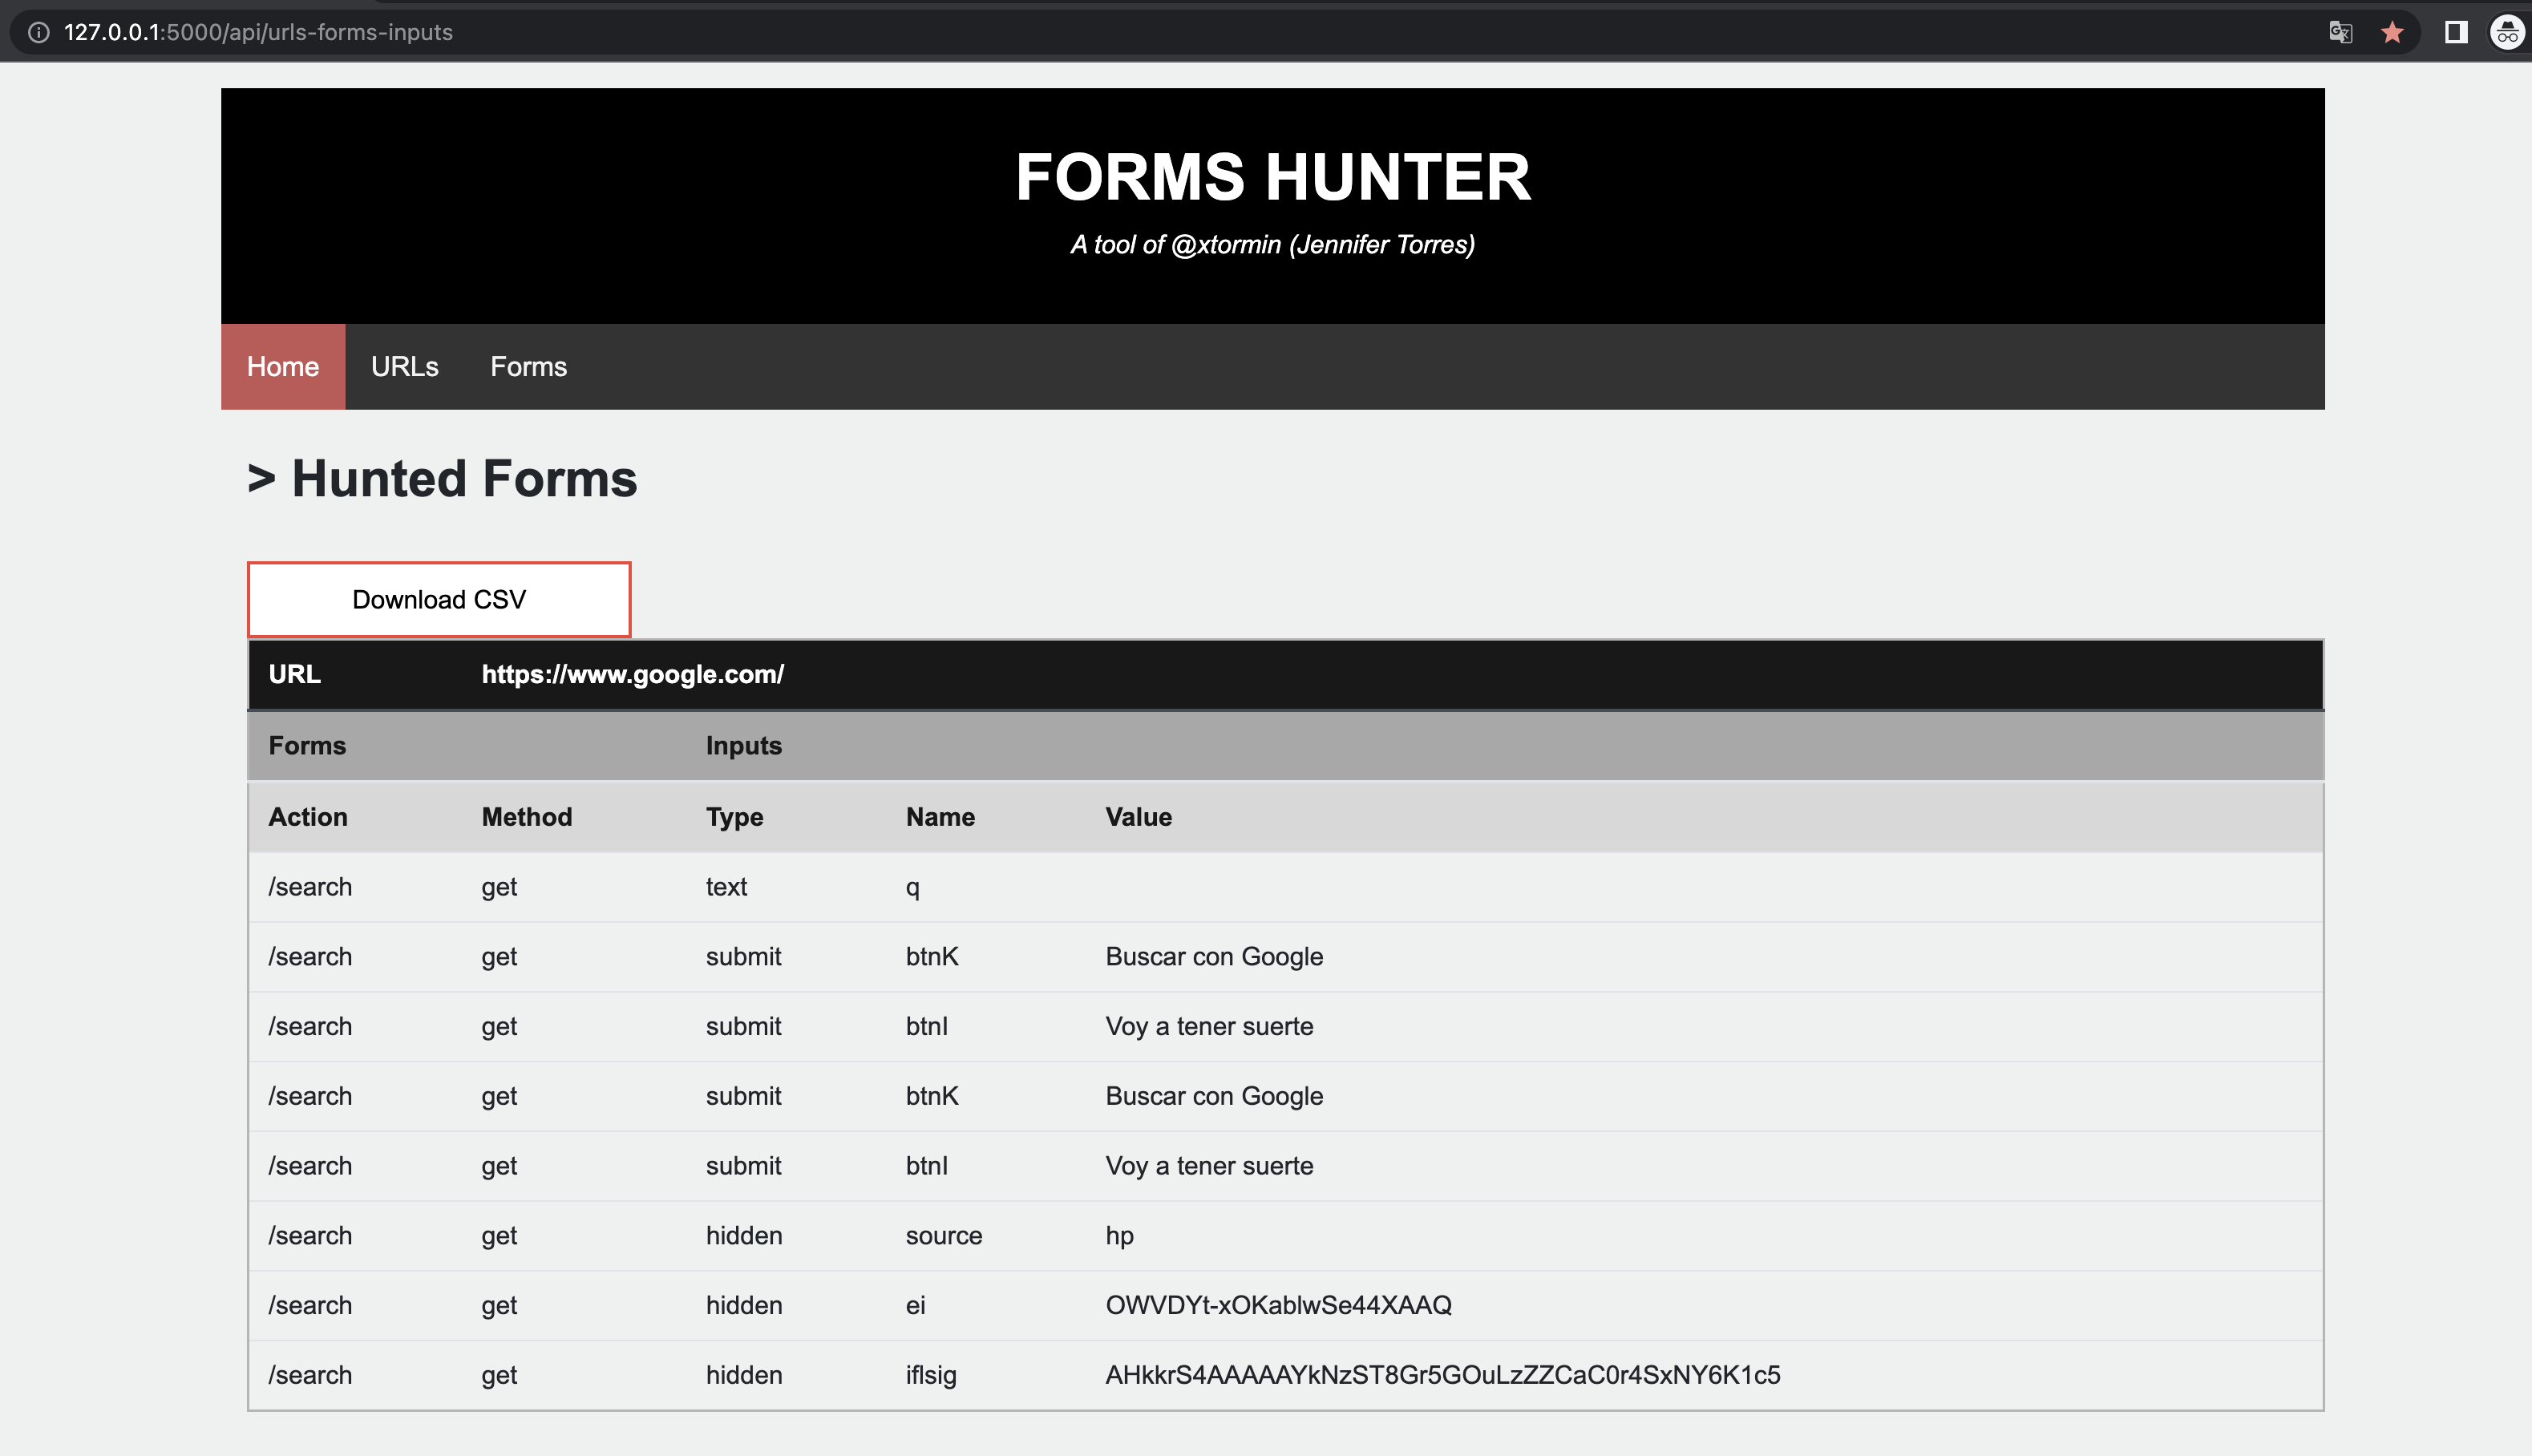 127.0.0.1:5000/api/urls-forms-inputs
FORMS HUNTER
A tool of @xtormin (Jennifer Torres)
Home URLs Forms
> Hunted Forms
Download CSV
URL https://www.google.com/
Forms Inputs
Action Method Type Name Value
/search get text q
/search get submit btnK Buscar con Google
/search get submit btnI Voy a tener suerte
/search get submit btnK Buscar con Google
/search get submit btnI Voy a tener suerte
/search get hidden source hp
/search get hidden ei OWVDYt-xOKablwSe44XAAQ
/search get hidden iflsig AHkkrS4AAAAAYkNzST8Gr5GOuLzZZCaC0r4SxNY6K1c5